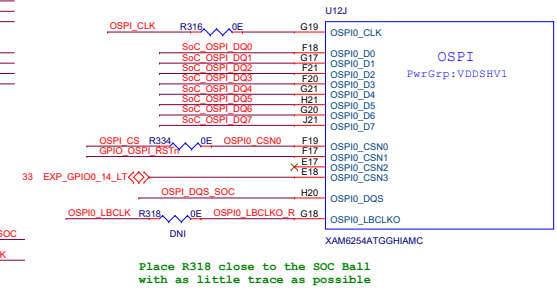 U12J
OSPI_CLK R316 0E G19 OSPI0_CLK
SoC_OSPI_DQ0 F18 OSPI0_D0
SoC_OSPI_DQ1 G17 OSPI0_D1
SoC_OSPI_DQ2 F21 OSPI0_D2
SoC_OSPI_DQ3 F20 OSPI0_D3
SoC_OSPI_DQ4 G21 OSPI0_D4
SoC_OSPI_DQ5 H21 OSPI0_D5
SoC_OSPI_DQ6 G20 OSPI0_D6
SoC_OSPI_DQ7 J21 OSPI0_D7
OSPI
PwrGrp:VDDSHV1
OSPI_CS R334 0E OSPI0_CSN0 F19 OSPI0_CSN0
GPIO_OSPI_RSTn F17 OSPI0_CSN1
E17 OSPI0_CSN2
33 EXP_GPIO0_14_LT E18 OSPI0_CSN3
OSPI_DQS_SOC H20 OSPI0_DQS
OSPI0_LBCLK R318 0E OSPI0_LBCLKO_R G18 OSPI0_LBCLKO
DNI
XAM6254ATGGHIAMC
SOC
K
Place R318 close to the SOC Ball
with as little trace as possible